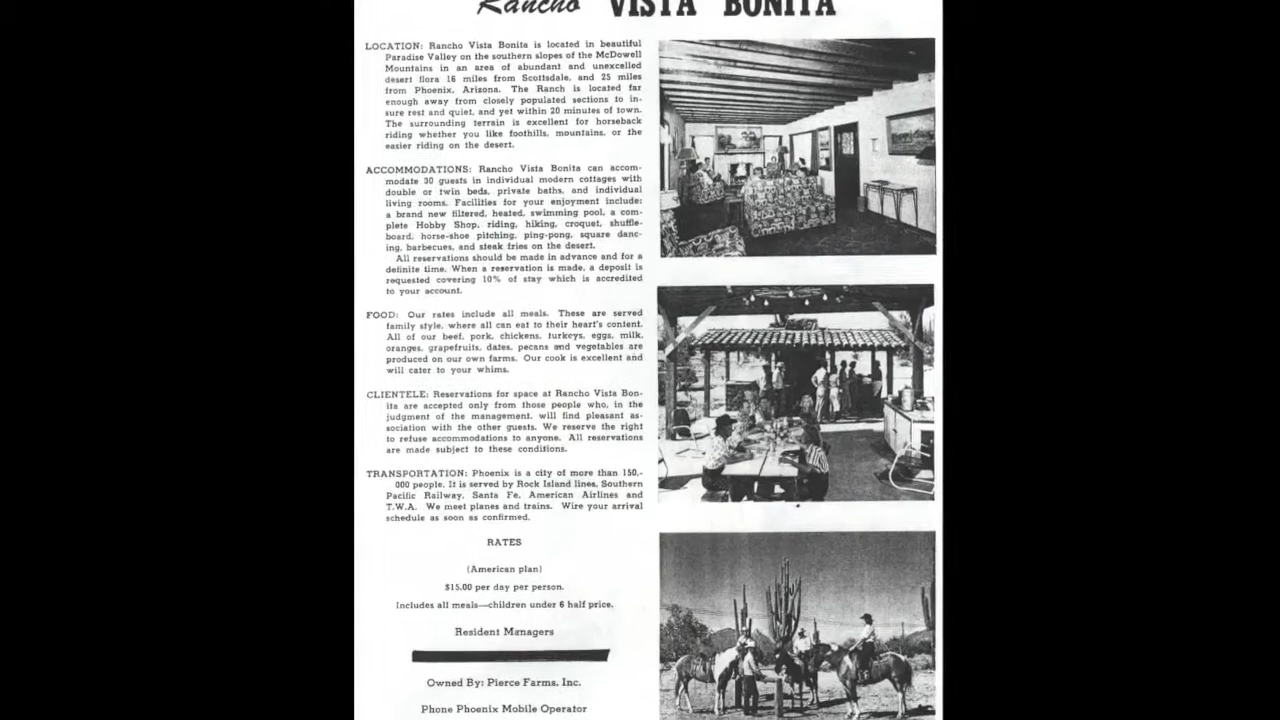 Rancho VISTA BONITA
LOCATION: Rancho Vista Bonita is located in beautiful
Paradise Valley on the southern slopes of the McDowell
Mountains in an area of abundant and unexcelled
desert flora 16 miles from Scottsdale, and 25 miles
from Phoenix, Arizona. The Ranch is located far
enough away from closely populated sections to in-
sure rest and quiet, and yet within 20 minutes of town.
The surrounding terrain is excellent for horseback
riding whether you like foothills, mountains, or the
easier riding on the desert.
ACCOMMODATIONS: Rancho Vista Bonita can accom-
modate 30 guests in individual modern cottages with
double or twin beds, private baths, and individual
living rooms. Facilities for your enjoyment include:
a brand new filtered, heated, swimming pool, a com-
plete Hobby Shop, riding, hiking, croquet, shuffle-
board, horse-shoe pitching, ping-pong, square danc-
ing, barbecues, and steak fries on the desert.
All reservations should be made in advance and for a
definite time. When a reservation is made, a deposit is
requested covering 10% of stay which is accredited
to your account.
FOOD: Our rates include all meals. These are served
family style, where all can eat to their heart's content.
All of our beef, pork, chickens, turkeys, eggs, milk,
oranges, grapefruits, dates, pecans and vegetables are
produced on our own farms. Our cook is excellent and
will cater to your whims.
CLIENTELE: Reservations for space at Rancho Vista Bon-
ita are accepted only from those people who, in the
judgment of the management, will find pleasant as-
sociation with the other guests. We reserve the right
to refuse accommodations to anyone. All reservations
are made subject to these conditions.
TRANSPORTATION: Phoenix is a city of more than 150,-
000 people. It is served by Rock Island lines, Southern
Pacific Railway, Santa Fe, American Airlines and
T.W.A. We meet planes and trains. Wire your arrival
schedule as soon as confirmed.
RATES
(American plan)
$15.00 per day per person.
Includes all meals—children under 6 half price.
Resident Managers
Owned By: Pierce Farms, Inc.
Phone Phoenix Mobile Operator